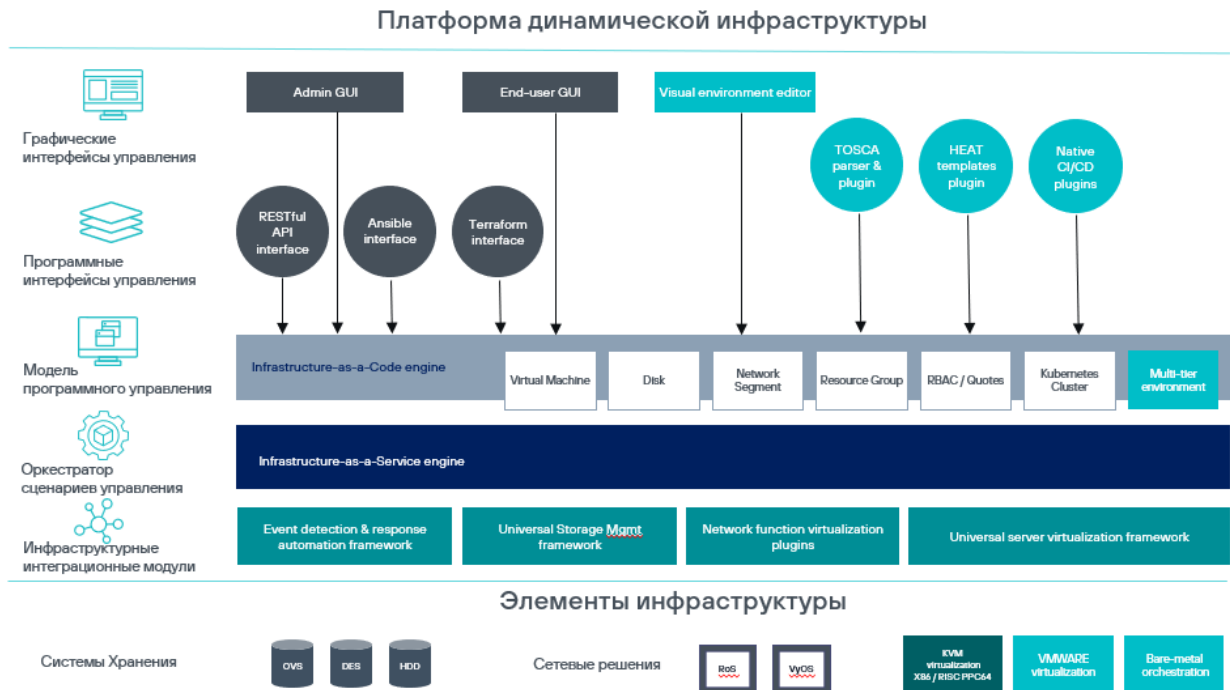 Платформа динамической инфраструктуры
Admin GUI
End-user GUI
Visual environment editor
Графические
интерфейсы управления
TOSCA
parser &
plugin
HEAT
templates
plugin
Native
CI/CD
plugins
RESTful
API
interface
Ansible
interface
Terraform
interface
Программные
интерфейсы управления
Модель
программного управления
Infrastructure-as-a-Code engine
Virtual Machine
Disk
Network
Segment
Resource Group
RBAC / Quotes
Kubernetes
Cluster
Multi-tier
environment
Оркестратор
сценариев управления
Infrastructure-as-a-Service engine
Инфраструктурные
интеграционные модули
Event detection & response
automation framework
Universal Storage Mgmt
framework
Network function virtualization
plugins
Universal server virtualization framework
Элементы инфраструктуры
Системы Хранения
OVS
DES
HDD
Сетевые решения
RoS
VyOS
KVM
virtualization
X86 / RISC PPC64
VMWARE
virtualization
Bare-metal
orchestration